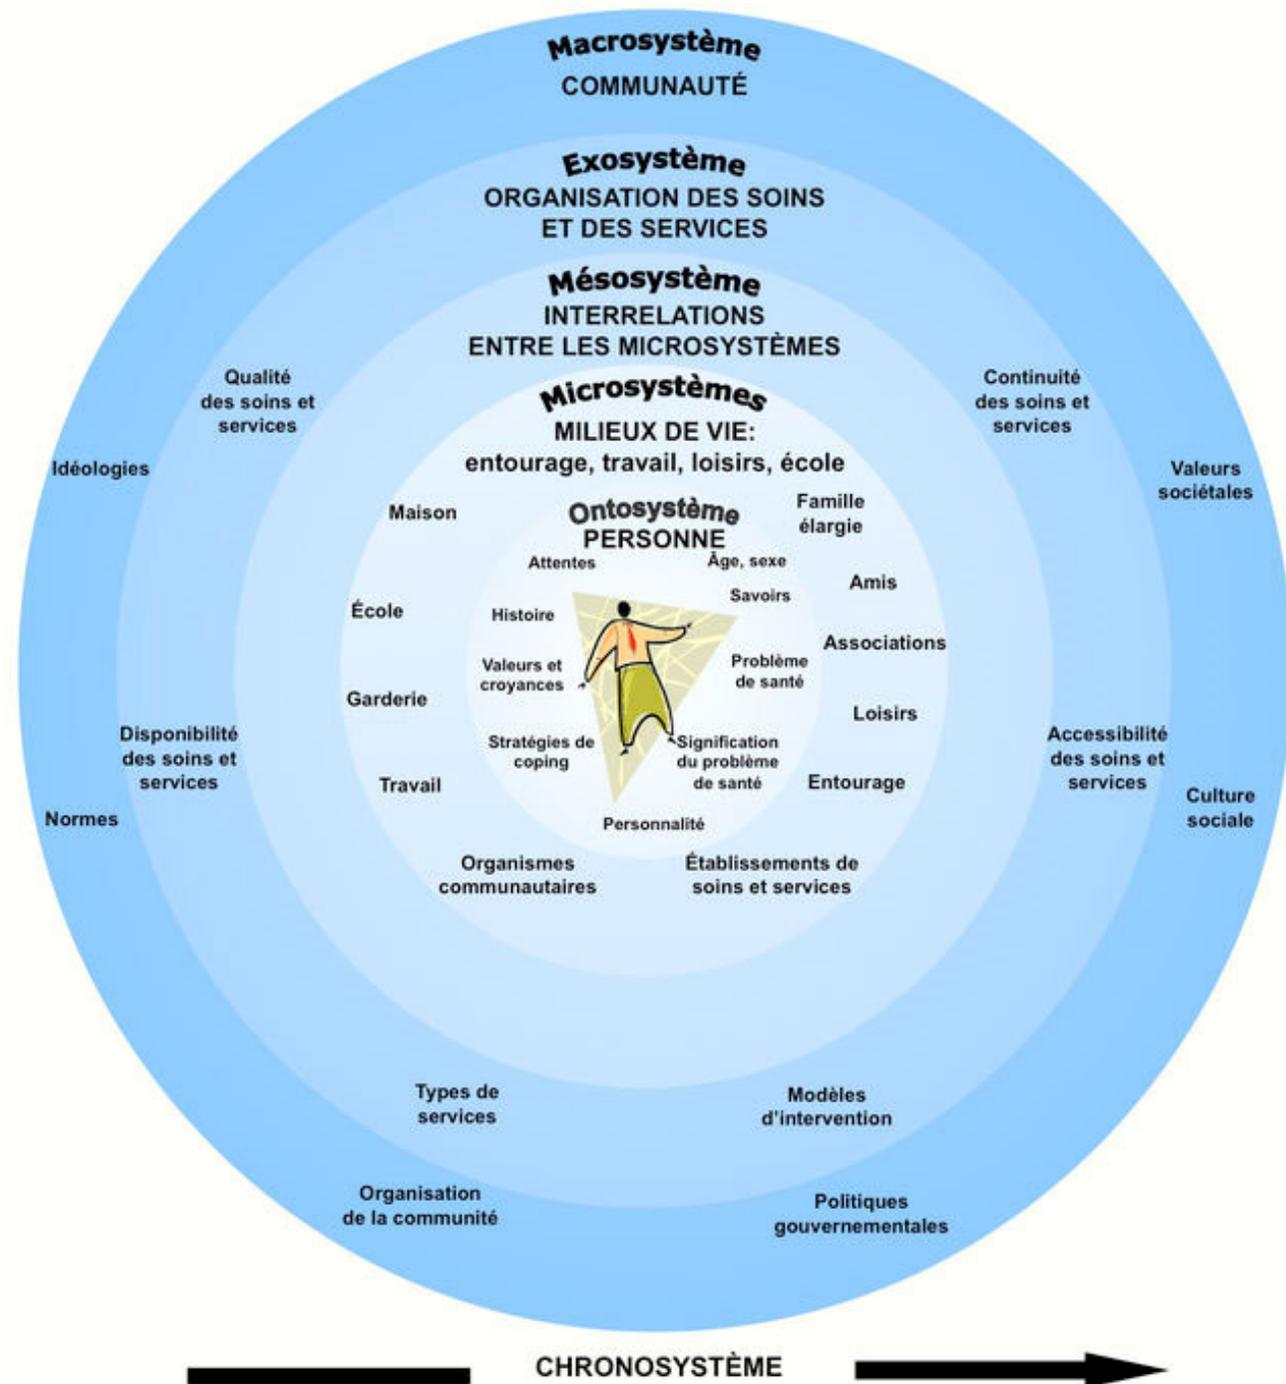 Macrosystème
COMMUNAUTÉ
Exosystème
ORGANISATION DES SOINS
ET DES SERVICES
Mésosystème
INTERRELATIONS
ENTRE LES MICROSYSTÈMES
Microsystèmes
MILIEUX DE VIE:
entourage, travail, loisirs, école
Ontosystème
PERSONNE
Qualité
des soins et
services
Continuité
des soins et
services
Idéologies
Valeurs
sociétales
Maison
Famille
élargie
Attentes
Âge, sexe
Amis
Savoirs
École
Histoire
Associations
Valeurs et
croyances
Problème
de santé
Garderie
Loisirs
Disponibilité
des soins et
services
Stratégies de
coping
Signification
du problème
de santé
Accessibilité
des soins et
services
Travail
Entourage
Normes
Culture
sociale
Personnalité
Organismes
communautaires
Établissements de
soins et services
Types de
services
Modèles
d'intervention
Organisation
de la communité
Politiques
gouvernementales
CHRONOSYSTÈME